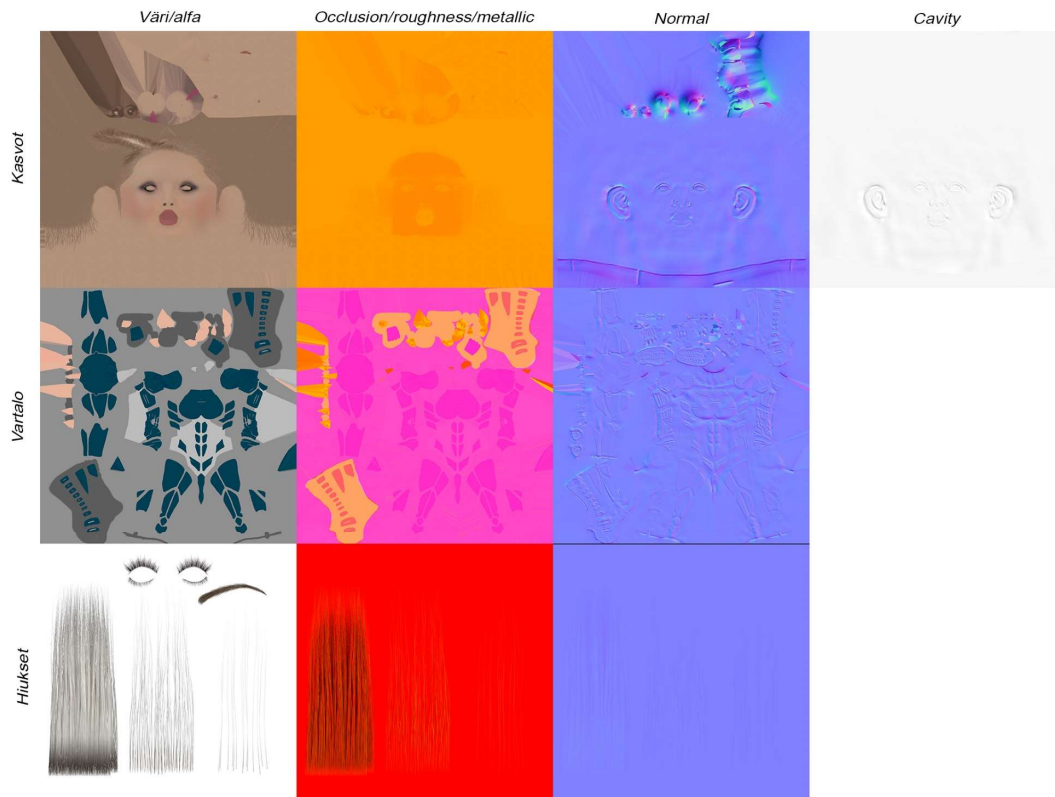 Väri/alfa
Occlusion/roughness/metallic
Normal
Cavity
Kasvot
Vartalo
Hiukset